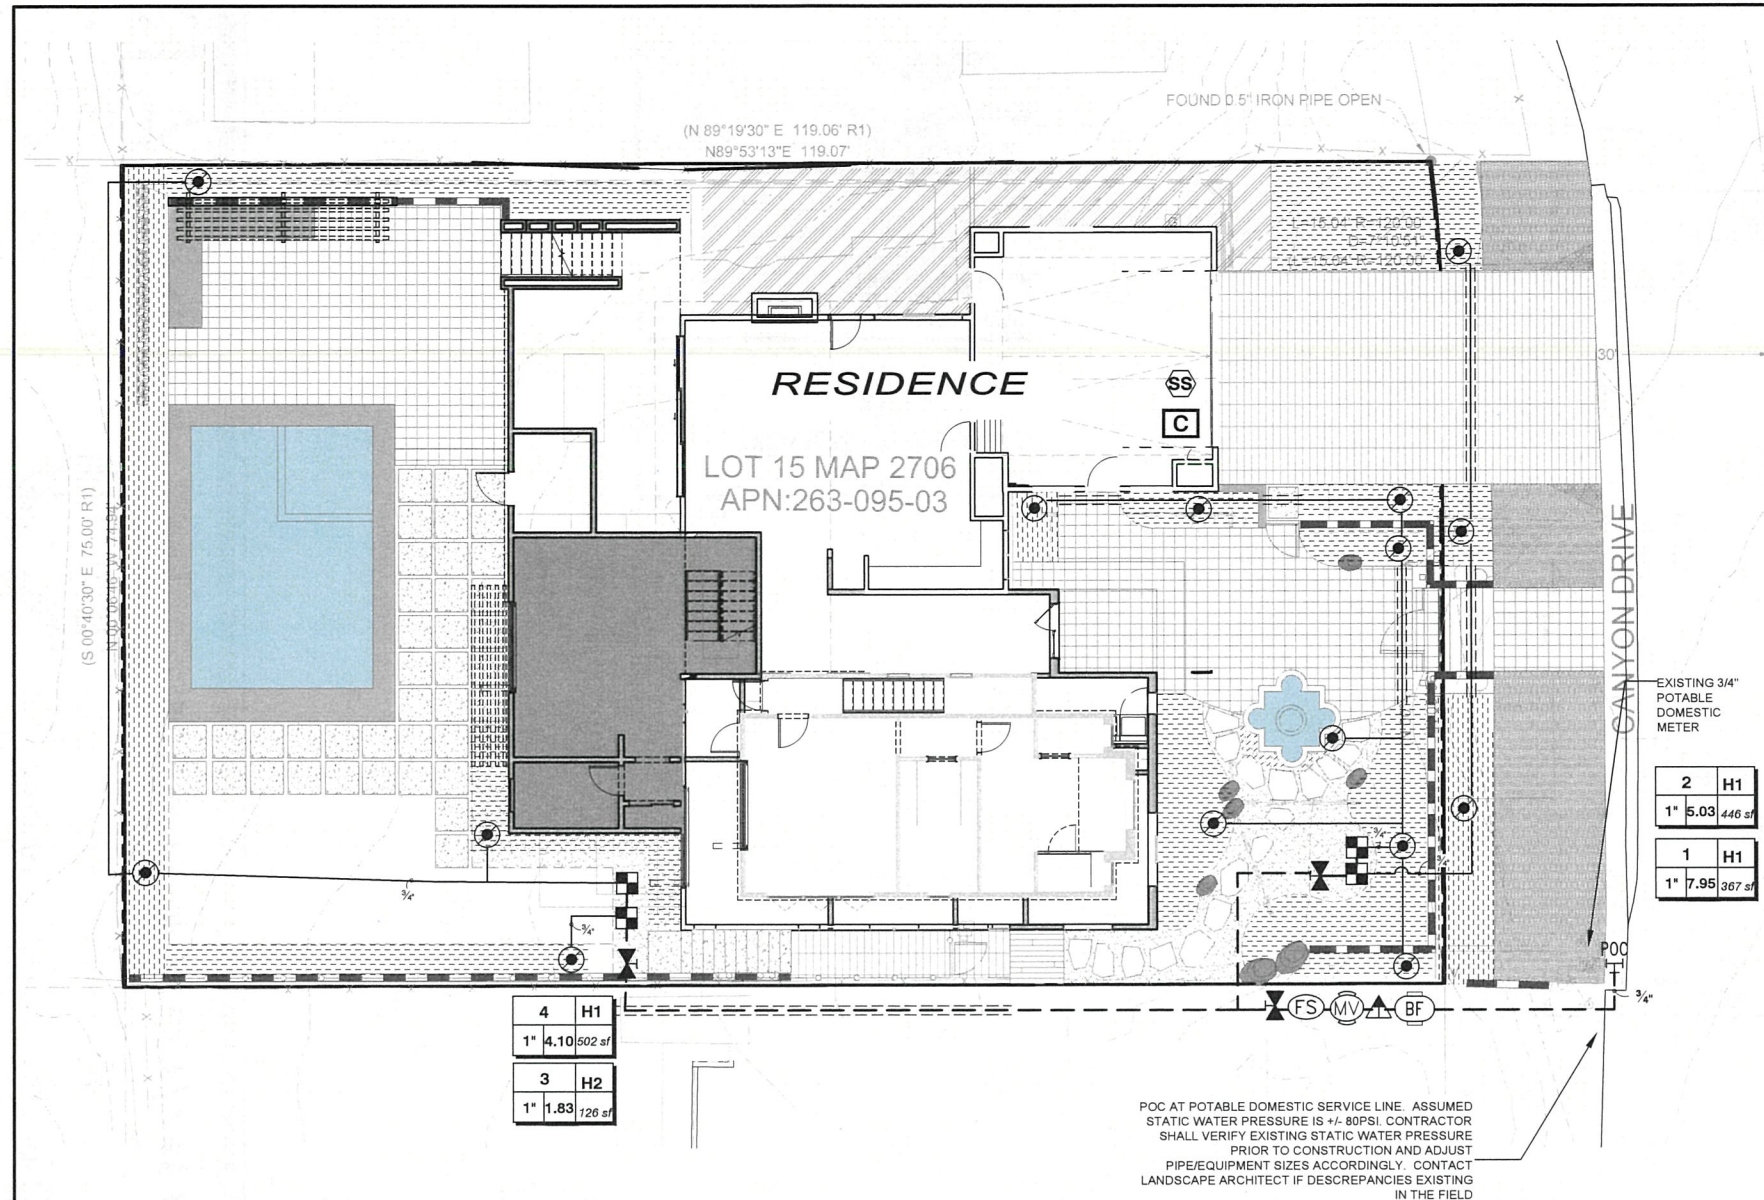 FOUND 0.5" IRON PIPE OPEN
(N 89°19'30" E 119.06' R1)
N89°53'13"E 119.07'
30'
RESIDENCE
SS
C
LOT 15 MAP 2706
APN:263-095-03
(S 00°40'30" E 75.00' R1)
CANYON DRIVE
EXISTING 3/4"
POTABLE
DOMESTIC
METER
2 H1
1" 5.03 446 sf
1 H1
1" 7.95 367 sf
3/4"
3/4"
3/4"
POC
3/4"
FS MV BF
4 H1
1" 4.10 502 sf
3 H2
1" 1.83 126 sf
POC AT POTABLE DOMESTIC SERVICE LINE. ASSUMED
STATIC WATER PRESSURE IS +/- 80PSI. CONTRACTOR
SHALL VERIFY EXISTING STATIC WATER PRESSURE
PRIOR TO CONSTRUCTION AND ADJUST
PIPE/EQUIPMENT SIZES ACCORDINGLY. CONTACT
LANDSCAPE ARCHITECT IF DISCREPANCIES EXISTING
IN THE FIELD